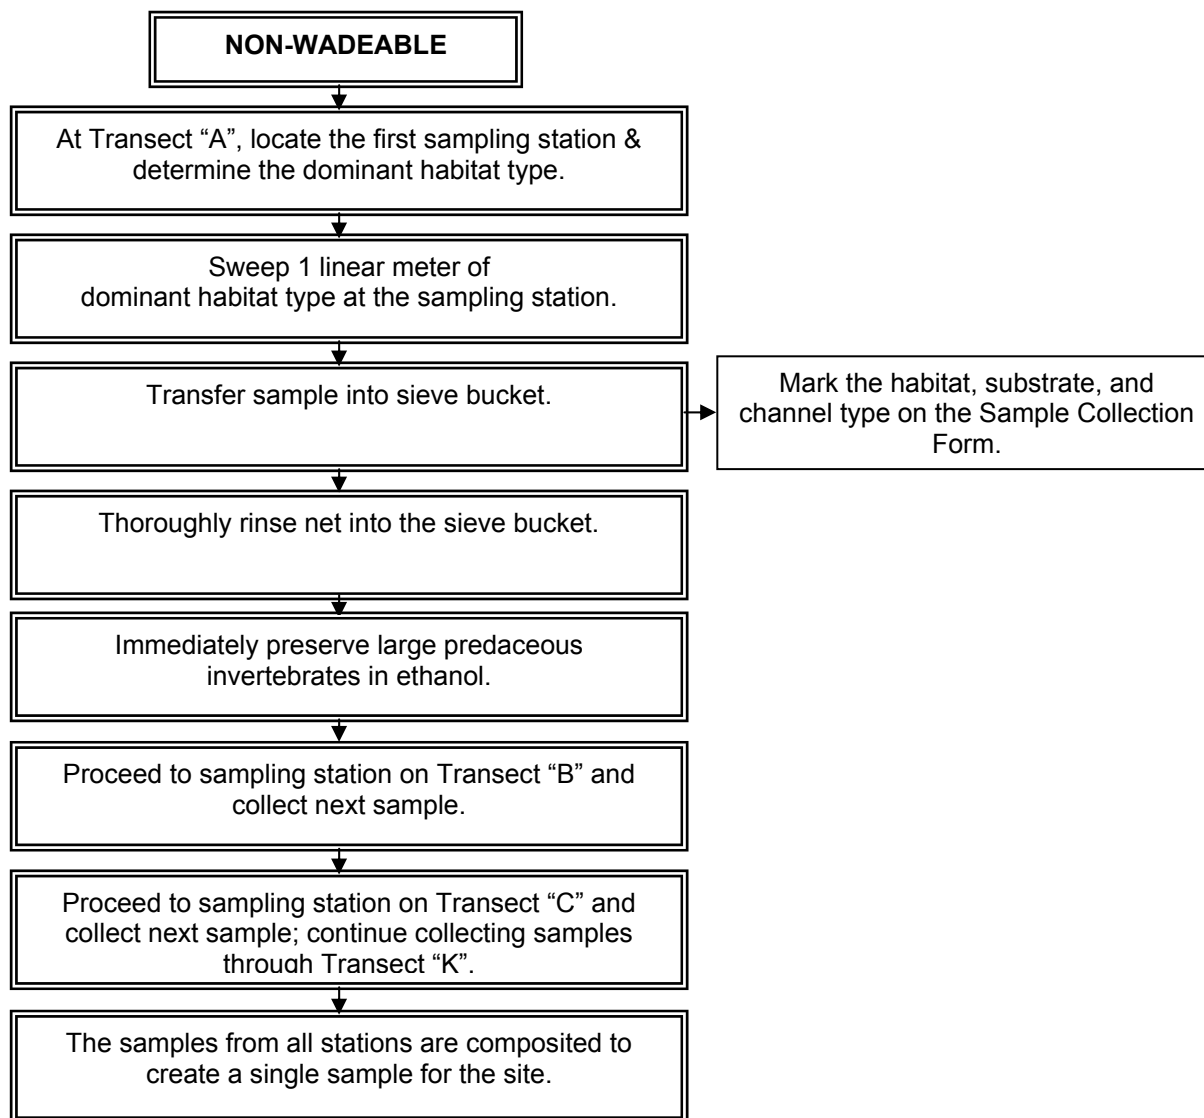 NON-WADEABLE
At Transect “A”, locate the first sampling station &
determine the dominant habitat type.
Sweep 1 linear meter of
dominant habitat type at the sampling station.
Transfer sample into sieve bucket.
Mark the habitat, substrate, and
channel type on the Sample Collection
Form.
Thoroughly rinse net into the sieve bucket.
Immediately preserve large predaceous
invertebrates in ethanol.
Proceed to sampling station on Transect “B” and
collect next sample.
Proceed to sampling station on Transect “C” and
collect next sample; continue collecting samples
through Transect “K”.
The samples from all stations are composited to
create a single sample for the site.